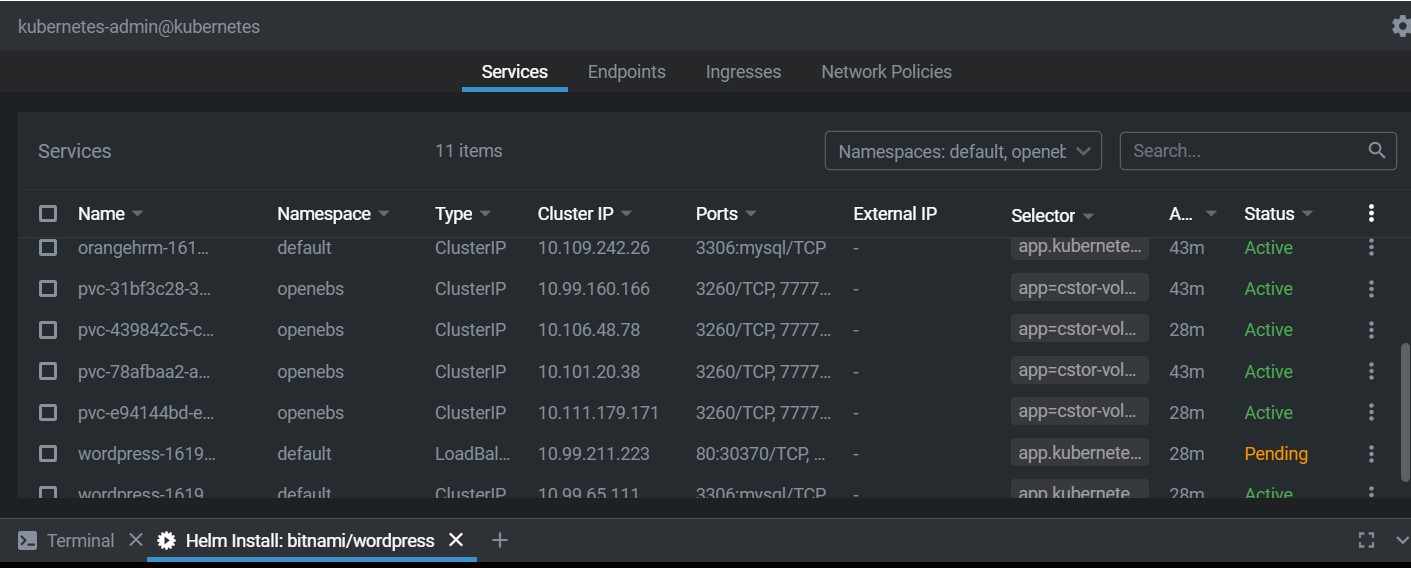 kubernetes-admin@kubernetes
Services Endpoints Ingresses Network Policies
Services 11 items Namespaces: default, openeb Search...
Name Namespace Type Cluster IP Ports External IP Selector A... Status
orangehrm-161... default ClusterIP 10.109.242.26 3306:mysql/TCP - app.kubernete... 43m Active
pvc-31bf3c28-3... openebs ClusterIP 10.99.160.166 3260/TCP, 7777... - app=cstor-vol... 43m Active
pvc-439842c5-c... openebs ClusterIP 10.106.48.78 3260/TCP, 7777... - app=cstor-vol... 28m Active
pvc-78afbaa2-a... openebs ClusterIP 10.101.20.38 3260/TCP, 7777... - app=cstor-vol... 43m Active
pvc-e94144bd-e... openebs ClusterIP 10.111.179.171 3260/TCP, 7777... - app=cstor-vol... 28m Active
wordpress-1619... default LoadBal... 10.99.211.223 80:30370/TCP, ... - app.kubernete... 28m Pending
wordpress-1619 default ClusterIP 10.99.65.111 3306:mysql/TCP - app.kubernete 28m Active
Terminal Helm Install: bitnami/wordpress